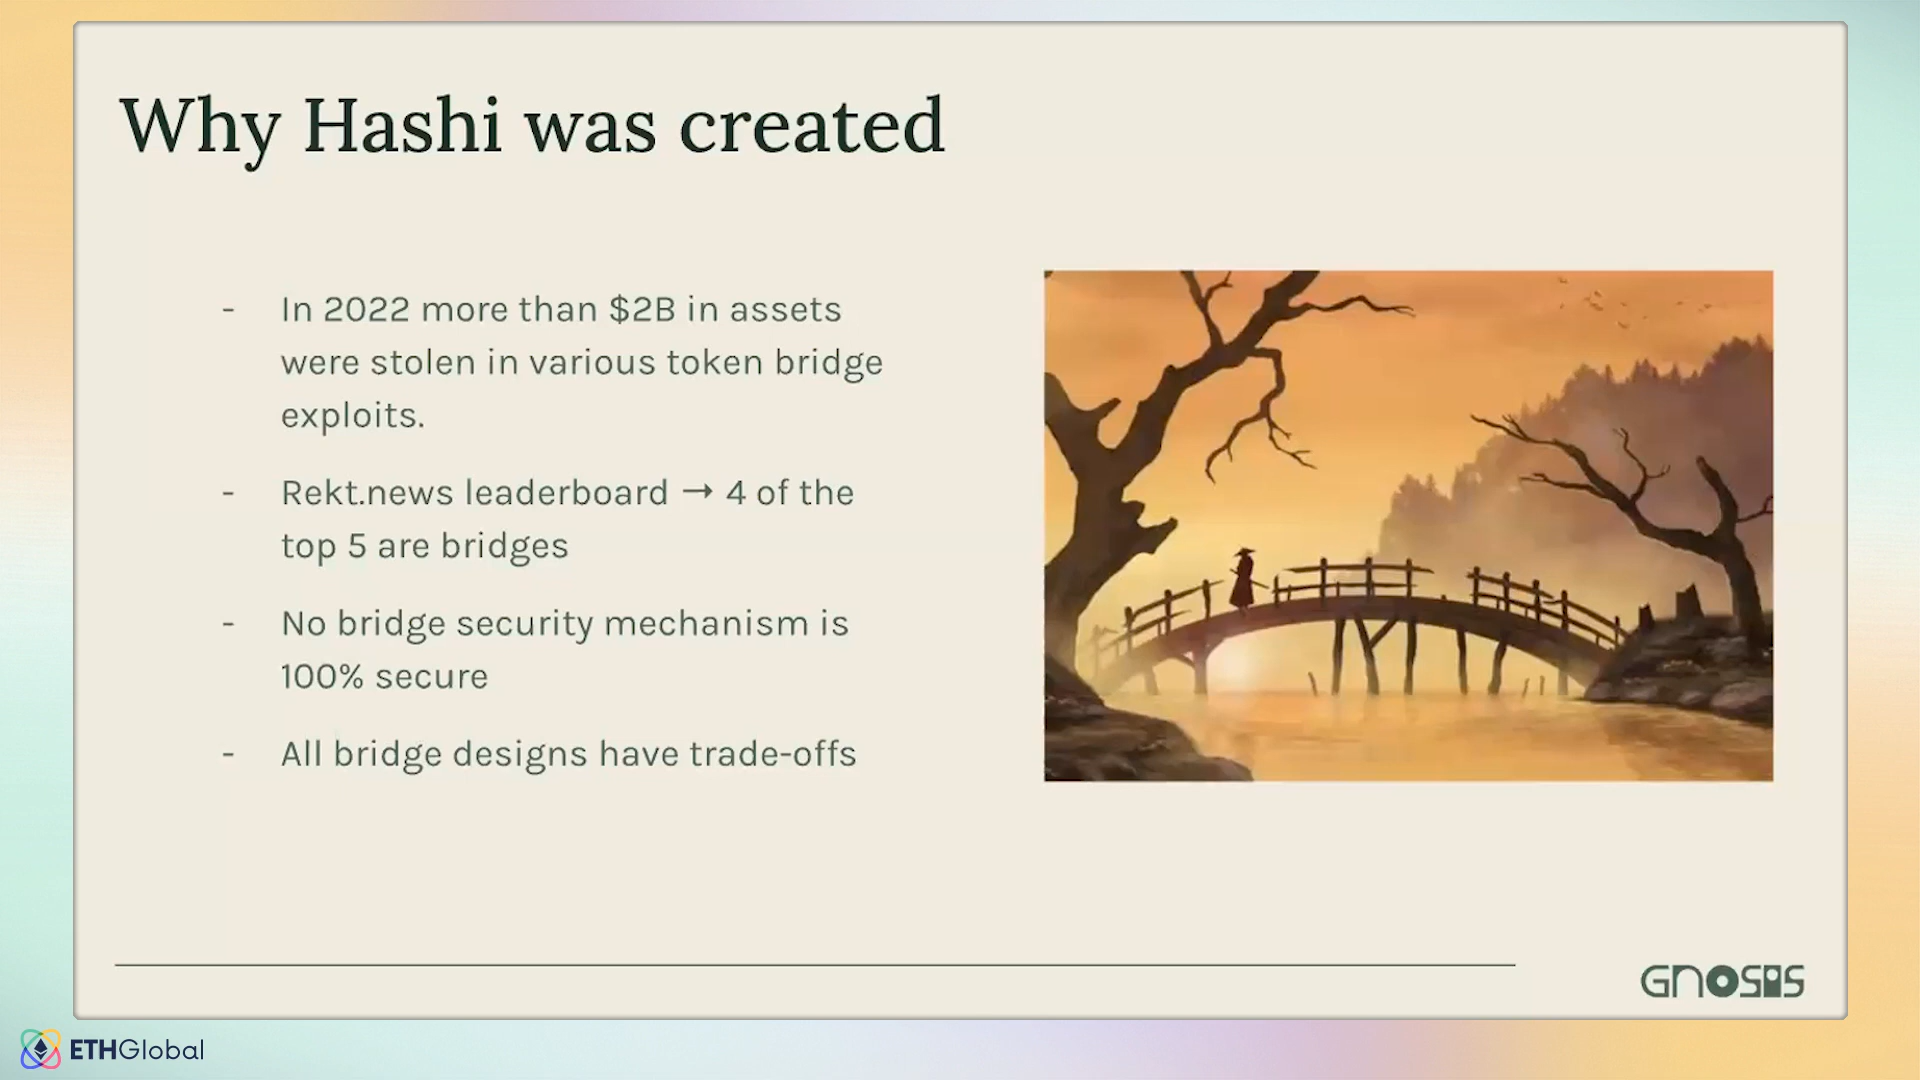 Why Hashi was created
- In 2022 more than $2B in assets
were stolen in various token bridge
exploits.
- Rekt.news leaderboard → 4 of the
top 5 are bridges
- No bridge security mechanism is
100% secure
- All bridge designs have trade-offs
GNOSIS
ETHGlobal